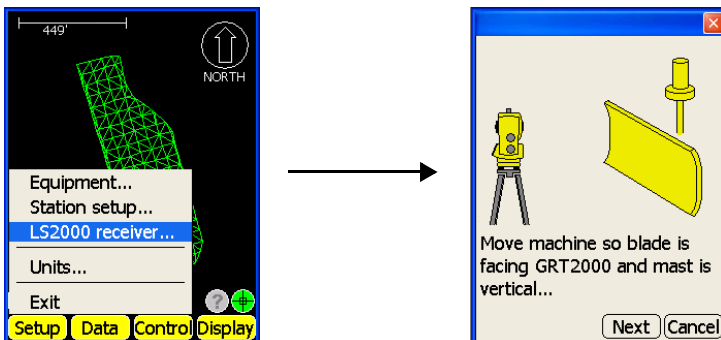 449'
NORTH
Equipment...
Station setup...
LS2000 receiver...
Units...
Exit
?
Setup Data Control Display
Move machine so blade is
facing GRT2000 and mast is
vertical...
Next Cancel